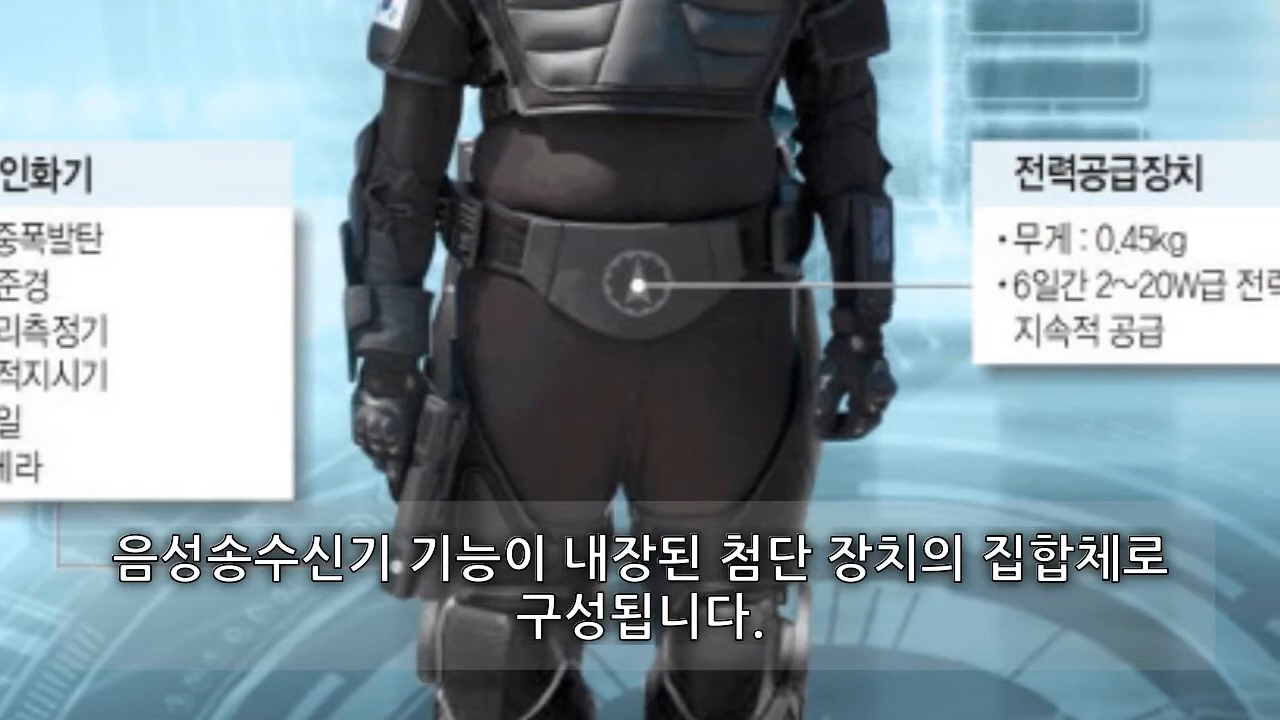 인화기
중폭발탄
준경
리측정기
적지시기
일
메라
전력공급장치
• 무게 : 0.45kg
• 6일간 2~20W급 전력
지속적 공급
음성송수신기 기능이 내장된 첨단 장치의 집합체로
구성됩니다.